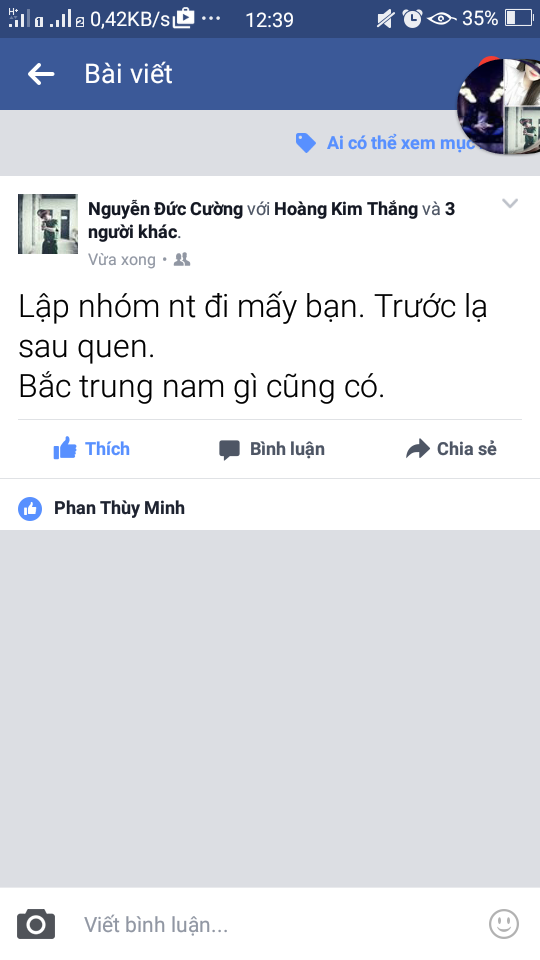 H+ 1 2 0,42KB/s ... 12:39 35%
Bài viết
Ai có thể xem mục
Nguyễn Đức Cường với Hoàng Kim Thắng và 3
người khác.
Vừa xong •
Lập nhóm nt đi mấy bạn. Trước lạ
sau quen.
Bắc trung nam gì cũng có.
Thích Bình luận Chia sẻ
Phan Thùy Minh
Viết bình luận...